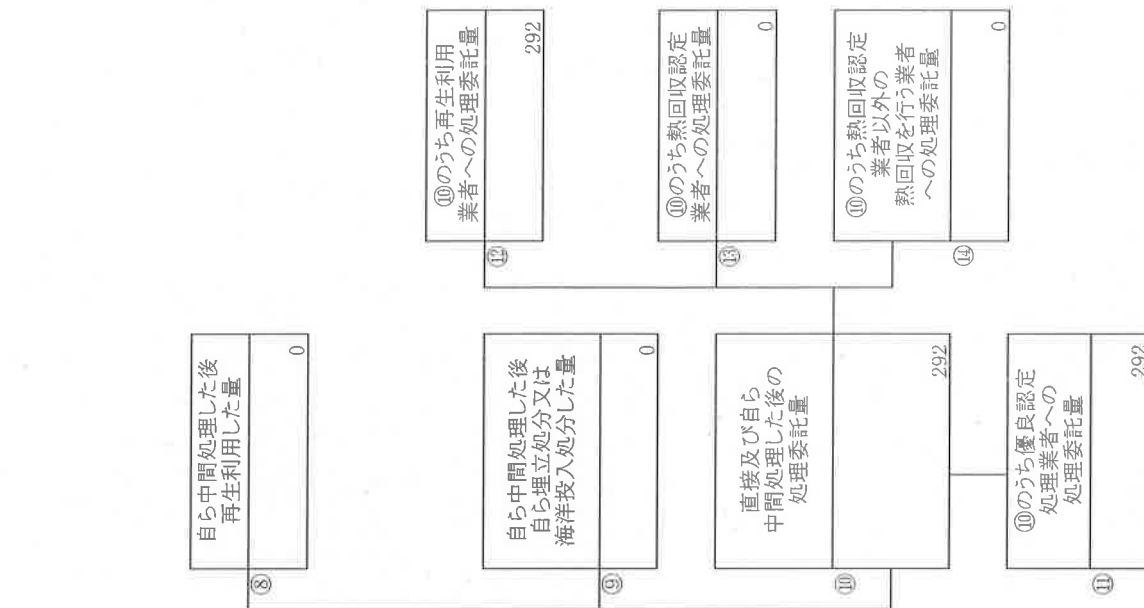 ⑧
自ら中間処理した後
再生利用した量
0
⑨
自ら中間処理した後
自ら埋立処分又は
海洋投入処分した量
0
⑩
直接及び自ら
中間処理した後の
処理委託量
292
⑪
⑩のうち優良認定
処理業者への
処理委託量
292
⑫
⑩のうち再生利用
業者への処理委託量
292
⑬
⑩のうち熱回収認定
業者への処理委託量
0
⑭
⑩のうち熱回収認定
業者以外の
熱回収を行う業者
への処理委託量
0